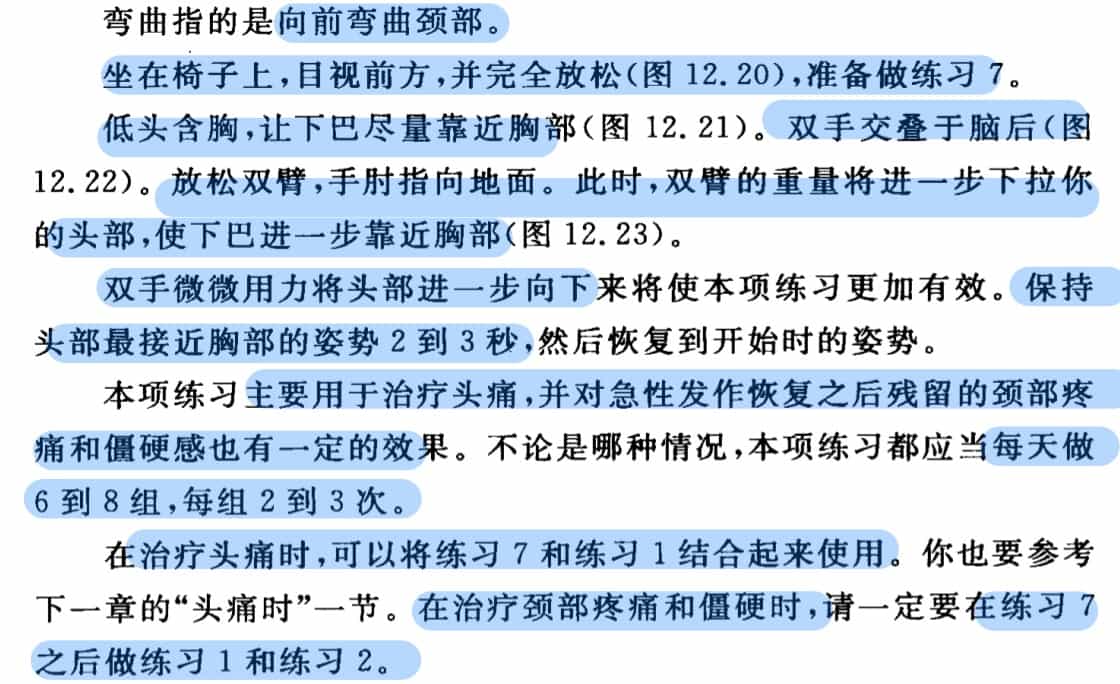 弯曲指的是向前弯曲颈部。
坐在椅子上,目视前方,并完全放松(图 12.20),准备做练习 7。
低头含胸,让下巴尽量靠近胸部(图 12.21)。双手交叠于脑后(图
12.22)。放松双臂,手肘指向地面。此时,双臂的重量将进一步下拉你
的头部,使下巴进一步靠近胸部(图 12.23)。
双手微微用力将头部进一步向下来将使本项练习更加有效。保持
头部最接近胸部的姿势 2 到 3 秒,然后恢复到开始时的姿势。
本项练习主要用于治疗头痛,并对急性发作恢复之后残留的颈部疼
痛和僵硬感也有一定的效果。不论是哪种情况,本项练习都应当每天做
6 到 8 组,每组 2 到 3 次。
在治疗头痛时,可以将练习 7 和练习 1 结合起来使用。你也要参考
下一章的“头痛时”一节。在治疗颈部疼痛和僵硬时,请一定要在练习 7
之后做练习 1 和练习 2。